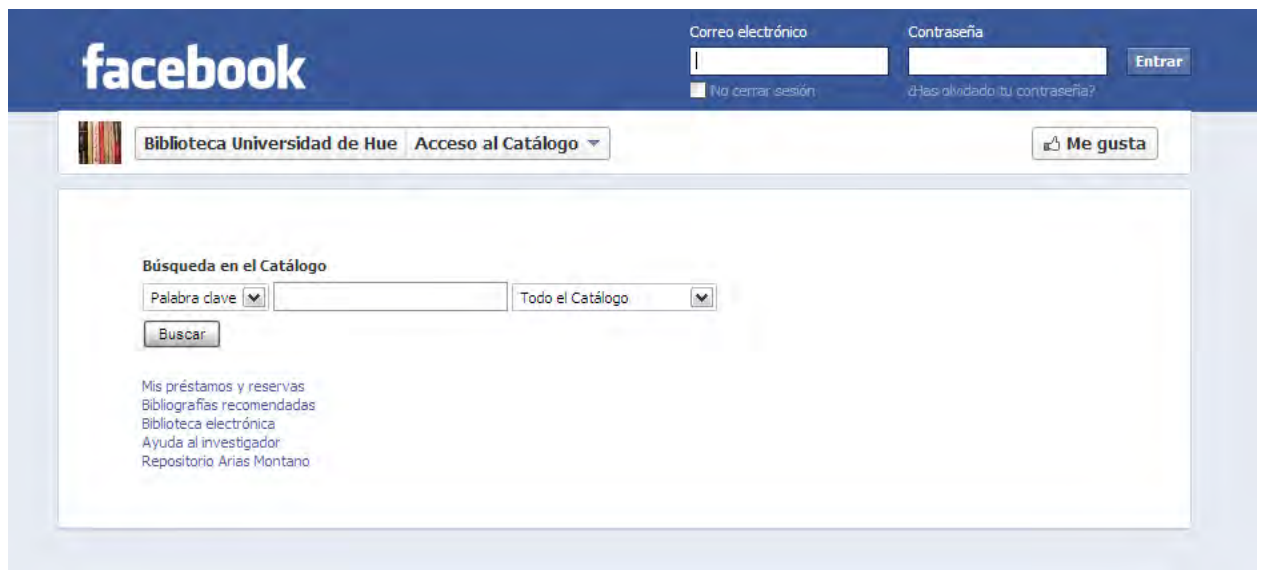 facebook
Correo electrónico
Contraseña
Entrar
No cerrar sesión
¿Has olvidado tu contraseña?
Biblioteca Universidad de Hue
Acceso al Catálogo
Me gusta
Búsqueda en el Catálogo
Palabra clave
Todo el Catálogo
Buscar
Mis préstamos y reservas
Bibliografías recomendadas
Biblioteca electrónica
Ayuda al investigador
Repositorio Arias Montano